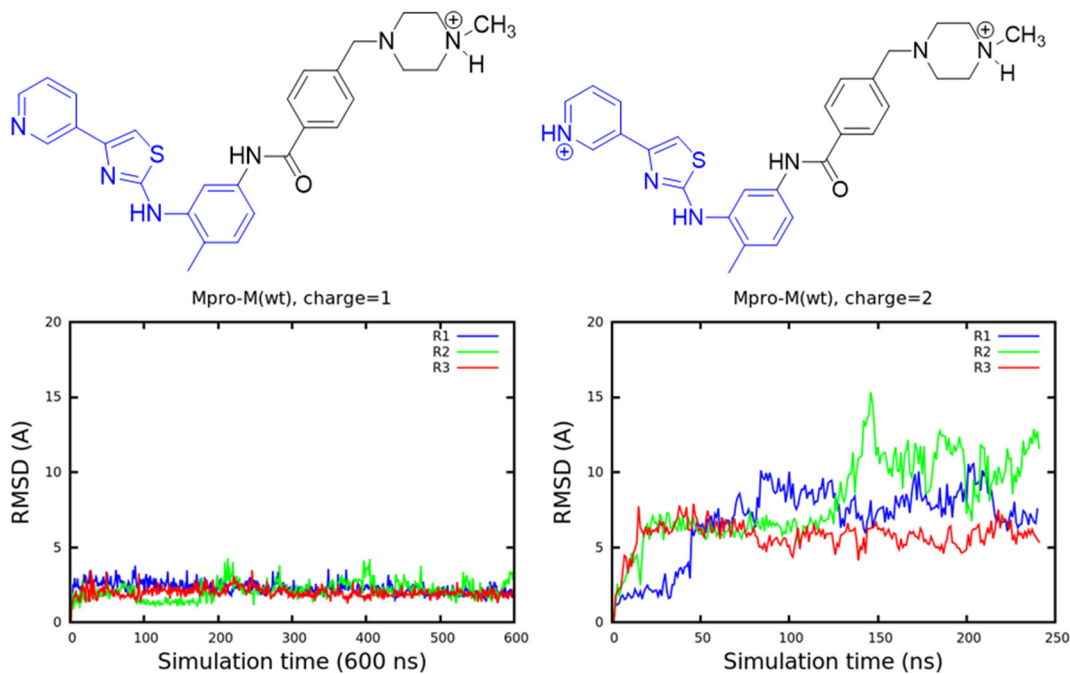 N
N
⊕
CH3
H
N
S
N
HN
HN
O
N
N
⊕
CH3
H
HN
⊕
S
N
HN
HN
O
Mpro-M(wt), charge=1
20
15
10
5
0
RMSD (A)
R1
R2
R3
0 100 200 300 400 500 600
Simulation time (600 ns)
Mpro-M(wt), charge=2
20
15
10
5
0
RMSD (A)
R1
R2
R3
0 50 100 150 200 250
Simulation time (ns)